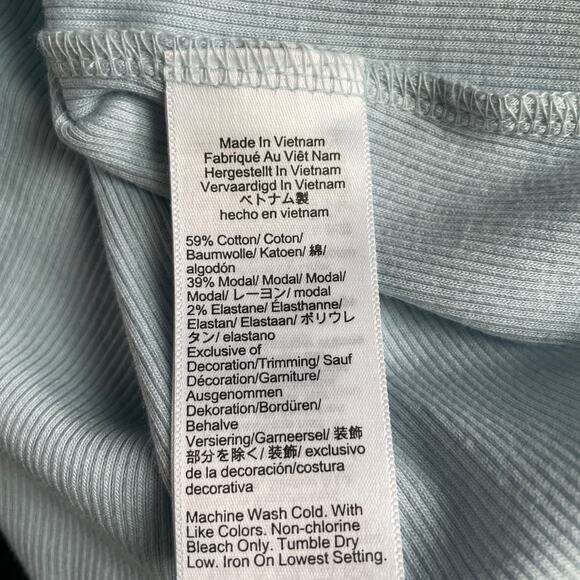 Made In Vietnam
Fabriqué Au Viêt Nam
Hergestellt In Vietnam
Vervaardigd In Vietnam
ベトナム製
hecho en vietnam
59% Cotton/ Coton/
Baumwolle/ Katoen/ 綿/
algodón
39% Modal/ Modal/ Modal/
Modal/ レーヨン/ modal
2% Elastane/ Élasthanne/
Elastan/ Elastaan/ ポリウレ
タン/ elastano
Exclusive of
Decoration/Trimming/ Sauf
Décoration/Garniture/
Ausgenommen
Dekoration/Bordüren/
Behalve
Versiering/Garneersel/ 装飾
部分を除く/ 装飾/ exclusivo
de la decoración/costura
decorativa
Machine Wash Cold. With
Like Colors. Non-chlorine
Bleach Only. Tumble Dry
Low. Iron On Lowest Setting.